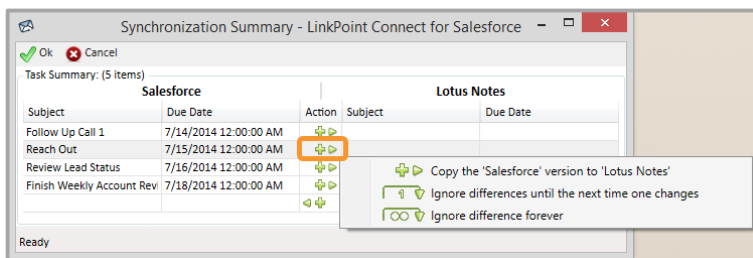 Synchronization Summary - LinkPoint Connect for Salesforce
Ok Cancel
Task Summary: (5 items)
Salesforce Lotus Notes
Subject Due Date Action Subject Due Date
Follow Up Call 1 7/14/2014 12:00:00 AM
Reach Out 7/15/2014 12:00:00 AM
Review Lead Status 7/16/2014 12:00:00 AM
Finish Weekly Account Revi 7/18/2014 12:00:00 AM
Copy the 'Salesforce' version to 'Lotus Notes'
1 Ignore differences until the next time one changes
∞ Ignore difference forever
Ready